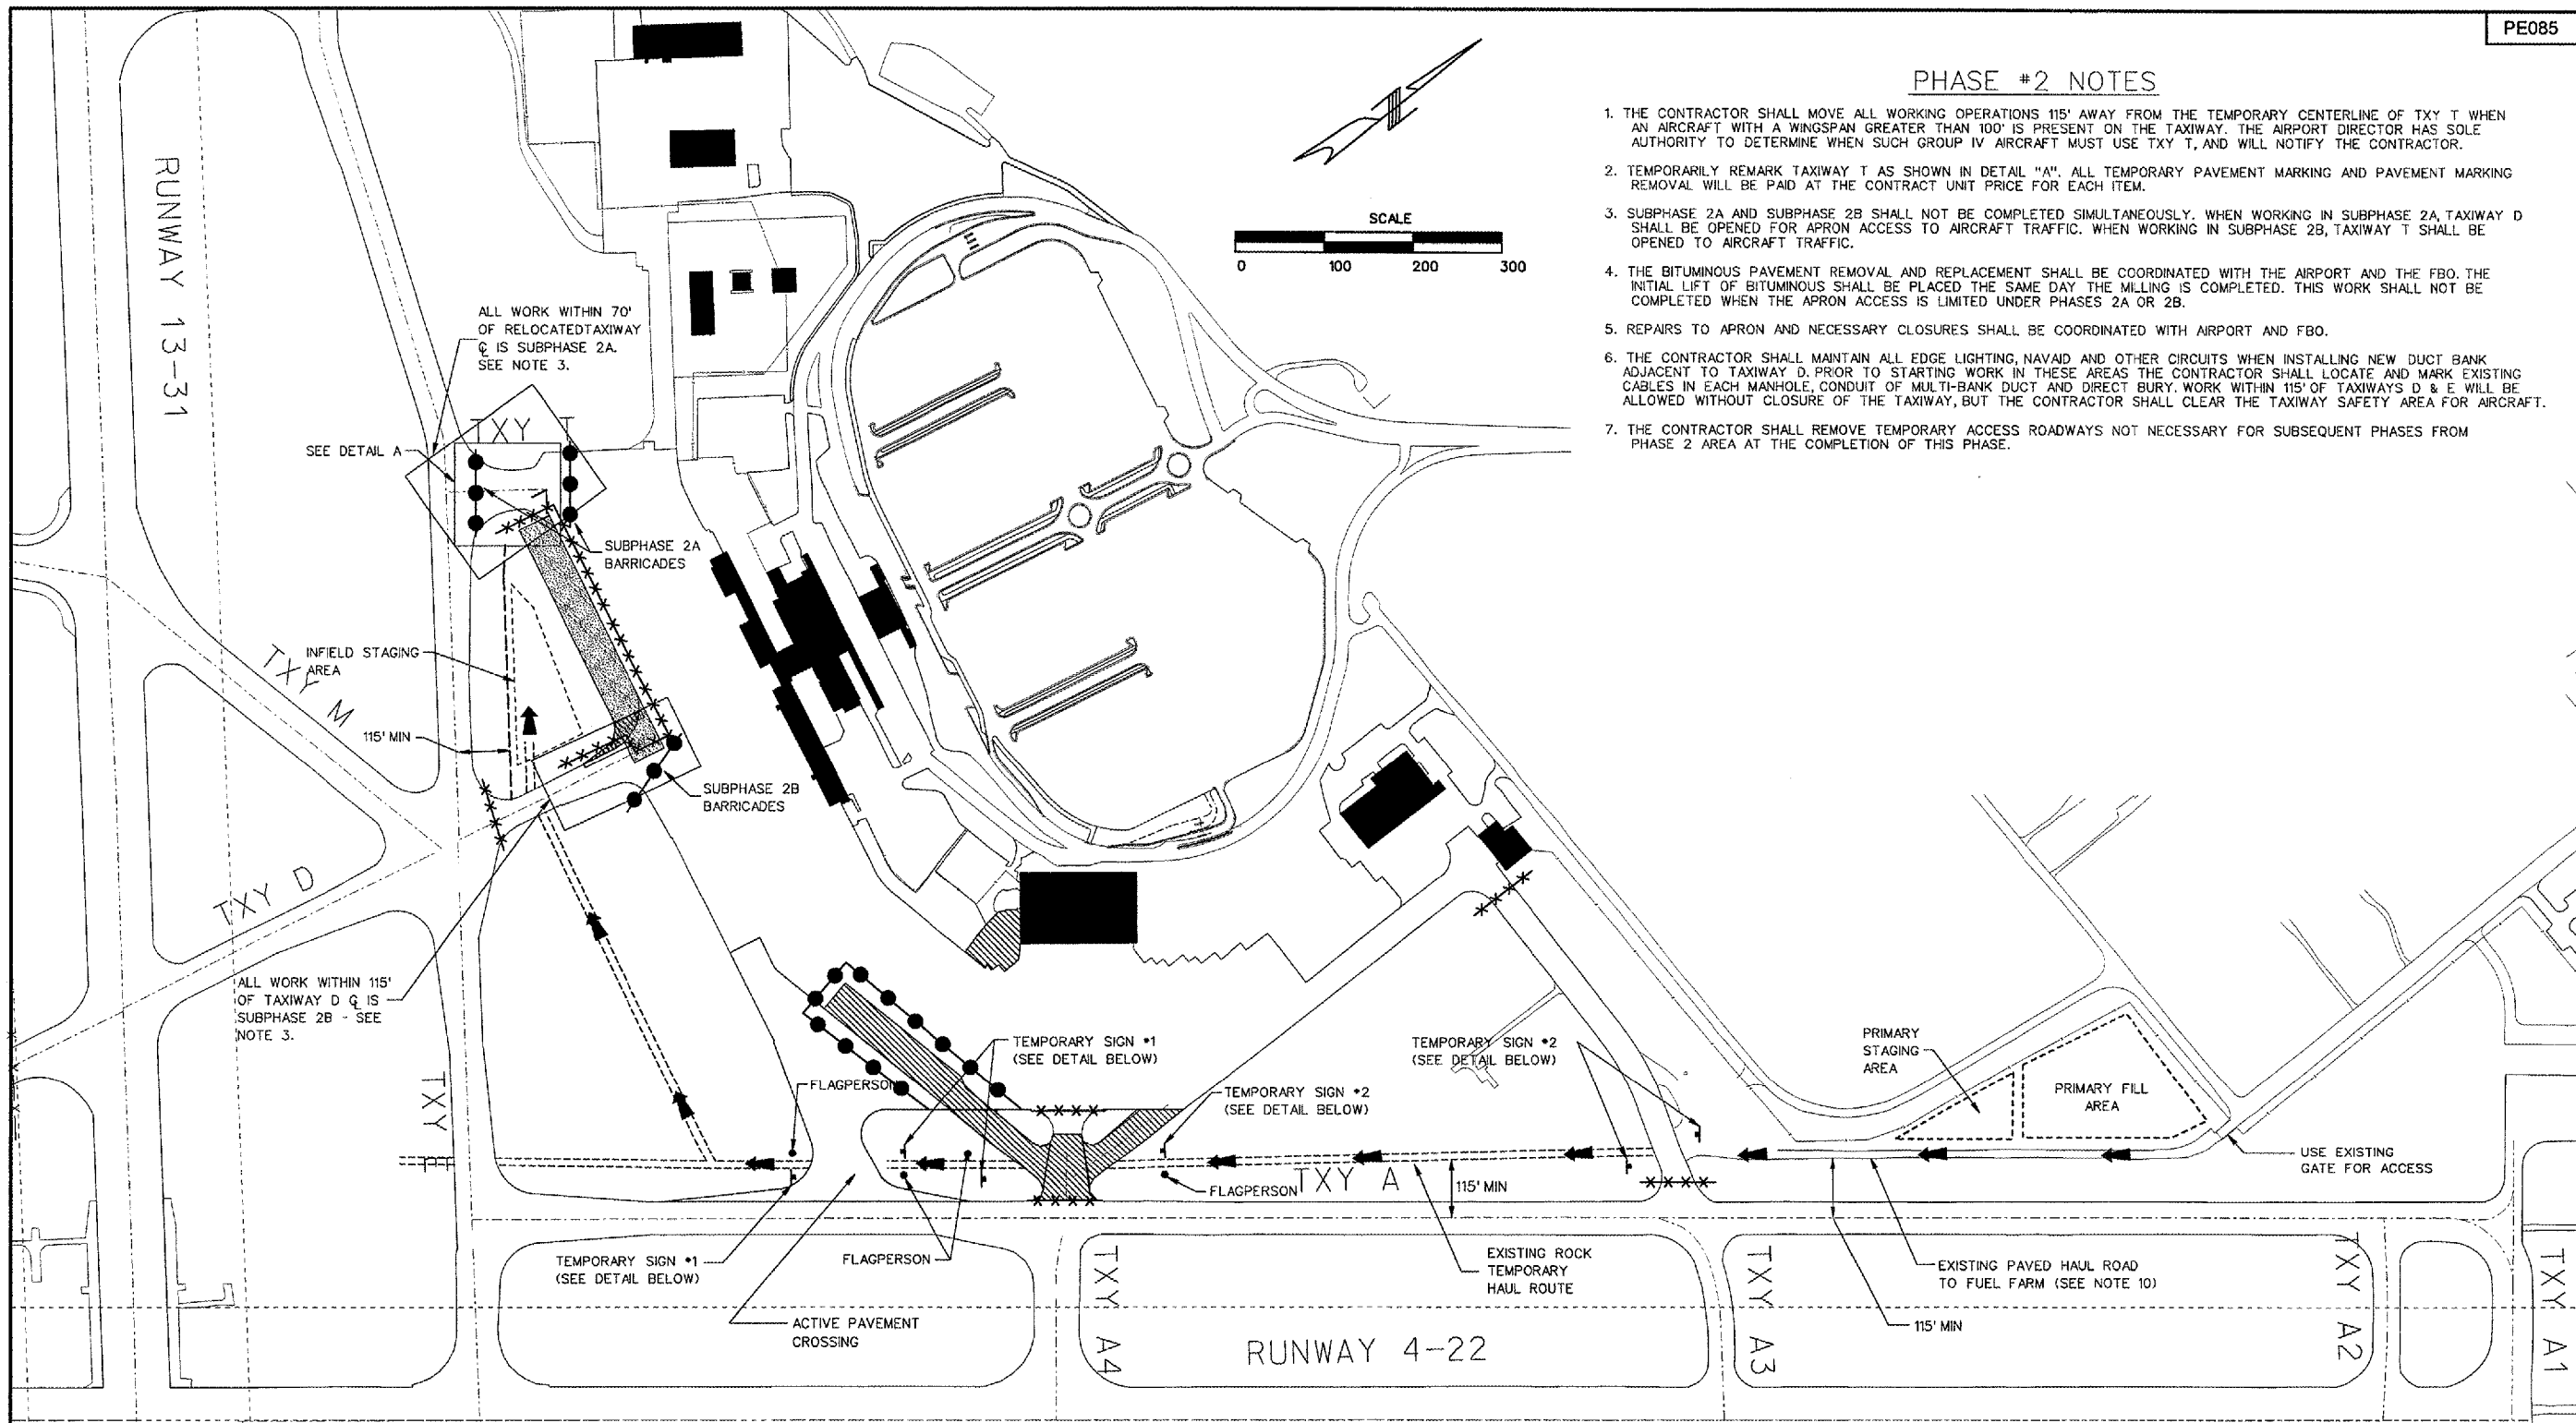 PE085
PHASE #2 NOTES
1. THE CONTRACTOR SHALL MOVE ALL WORKING OPERATIONS 115' AWAY FROM THE TEMPORARY CENTERLINE OF TXY T WHEN
AN AIRCRAFT WITH A WINGSPAN GREATER THAN 100' IS PRESENT ON THE TAXIWAY. THE AIRPORT DIRECTOR HAS SOLE
AUTHORITY TO DETERMINE WHEN SUCH GROUP IV AIRCRAFT MUST USE TXY T, AND WILL NOTIFY THE CONTRACTOR.
2. TEMPORARILY REMARK TAXIWAY T AS SHOWN IN DETAIL "A". ALL TEMPORARY PAVEMENT MARKING AND PAVEMENT MARKING
REMOVAL WILL BE PAID AT THE CONTRACT UNIT PRICE FOR EACH ITEM.
3. SUBPHASE 2A AND SUBPHASE 2B SHALL NOT BE COMPLETED SIMULTANEOUSLY. WHEN WORKING IN SUBPHASE 2A, TAXIWAY D
SHALL BE OPENED FOR APRON ACCESS TO AIRCRAFT TRAFFIC. WHEN WORKING IN SUBPHASE 2B, TAXIWAY T SHALL BE
OPENED TO AIRCRAFT TRAFFIC.
4. THE BITUMINOUS PAVEMENT REMOVAL AND REPLACEMENT SHALL BE COORDINATED WITH THE AIRPORT AND THE FBO. THE
INITIAL LIFT OF BITUMINOUS SHALL BE PLACED THE SAME DAY THE MILLING IS COMPLETED. THIS WORK SHALL NOT BE
COMPLETED WHEN THE APRON ACCESS IS LIMITED UNDER PHASES 2A OR 2B.
5. REPAIRS TO APRON AND NECESSARY CLOSURES SHALL BE COORDINATED WITH AIRPORT AND FBO.
6. THE CONTRACTOR SHALL MAINTAIN ALL EDGE LIGHTING, NAVAID AND OTHER CIRCUITS WHEN INSTALLING NEW DUCT BANK
ADJACENT TO TAXIWAY D. PRIOR TO STARTING WORK IN THESE AREAS THE CONTRACTOR SHALL LOCATE AND MARK EXISTING
CABLES IN EACH MANHOLE, CONDUIT OF MULTI-BANK DUCT AND DIRECT BURY. WORK WITHIN 115' OF TAXIWAYS D & E WILL BE
ALLOWED WITHOUT CLOSURE OF THE TAXIWAY, BUT THE CONTRACTOR SHALL CLEAR THE TAXIWAY SAFETY AREA FOR AIRCRAFT.
7. THE CONTRACTOR SHALL REMOVE TEMPORARY ACCESS ROADWAYS NOT NECESSARY FOR SUBSEQUENT PHASES FROM
PHASE 2 AREA AT THE COMPLETION OF THIS PHASE.
SCALE
0 100 200 300
RUNWAY 13-31
ALL WORK WITHIN 70'
OF RELOCATEDTAXIWAY
℄ IS SUBPHASE 2A.
SEE NOTE 3.
TXY T
SEE DETAIL A
SUBPHASE 2A
BARRICADES
INFIELD STAGING
AREA
TXY M
115' MIN
SUBPHASE 2B
BARRICADES
TXY D
ALL WORK WITHIN 115'
OF TAXIWAY D ℄ IS
SUBPHASE 2B - SEE
NOTE 3.
TXY E
FLAGPERSON
TEMPORARY SIGN #1
(SEE DETAIL BELOW)
TEMPORARY SIGN #2
(SEE DETAIL BELOW)
TEMPORARY SIGN #2
(SEE DETAIL BELOW)
PRIMARY
STAGING
AREA
PRIMARY FILL
AREA
USE EXISTING
GATE FOR ACCESS
FLAGPERSON
TXY A
115' MIN
TEMPORARY SIGN #1
(SEE DETAIL BELOW)
FLAGPERSON
EXISTING ROCK
TEMPORARY
HAUL ROUTE
EXISTING PAVED HAUL ROAD
TO FUEL FARM (SEE NOTE 10)
ACTIVE PAVEMENT
CROSSING
115' MIN
TXY A4
RUNWAY 4-22
TXY A3
TXY A2
TXY A1